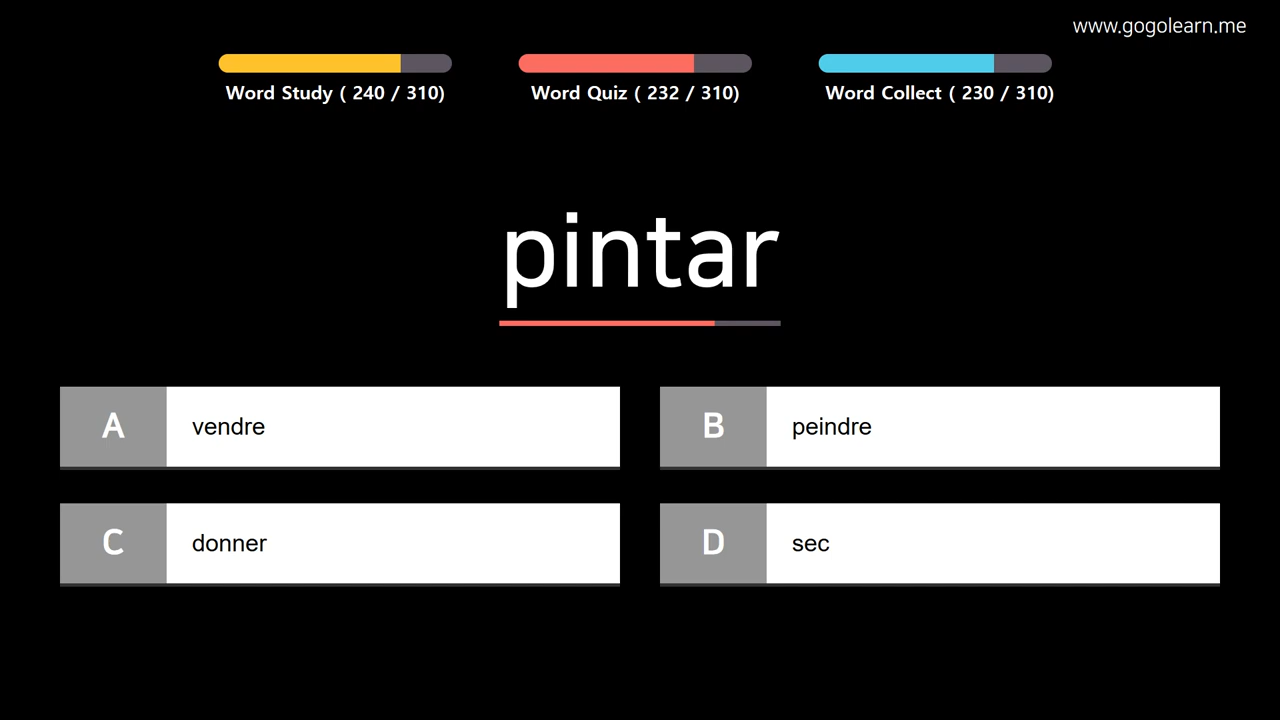 www.gogolearn.me
Word Study ( 240 / 310)
Word Quiz ( 232 / 310)
Word Collect ( 230 / 310)
pintar
A vendre
B peindre
C donner
D sec